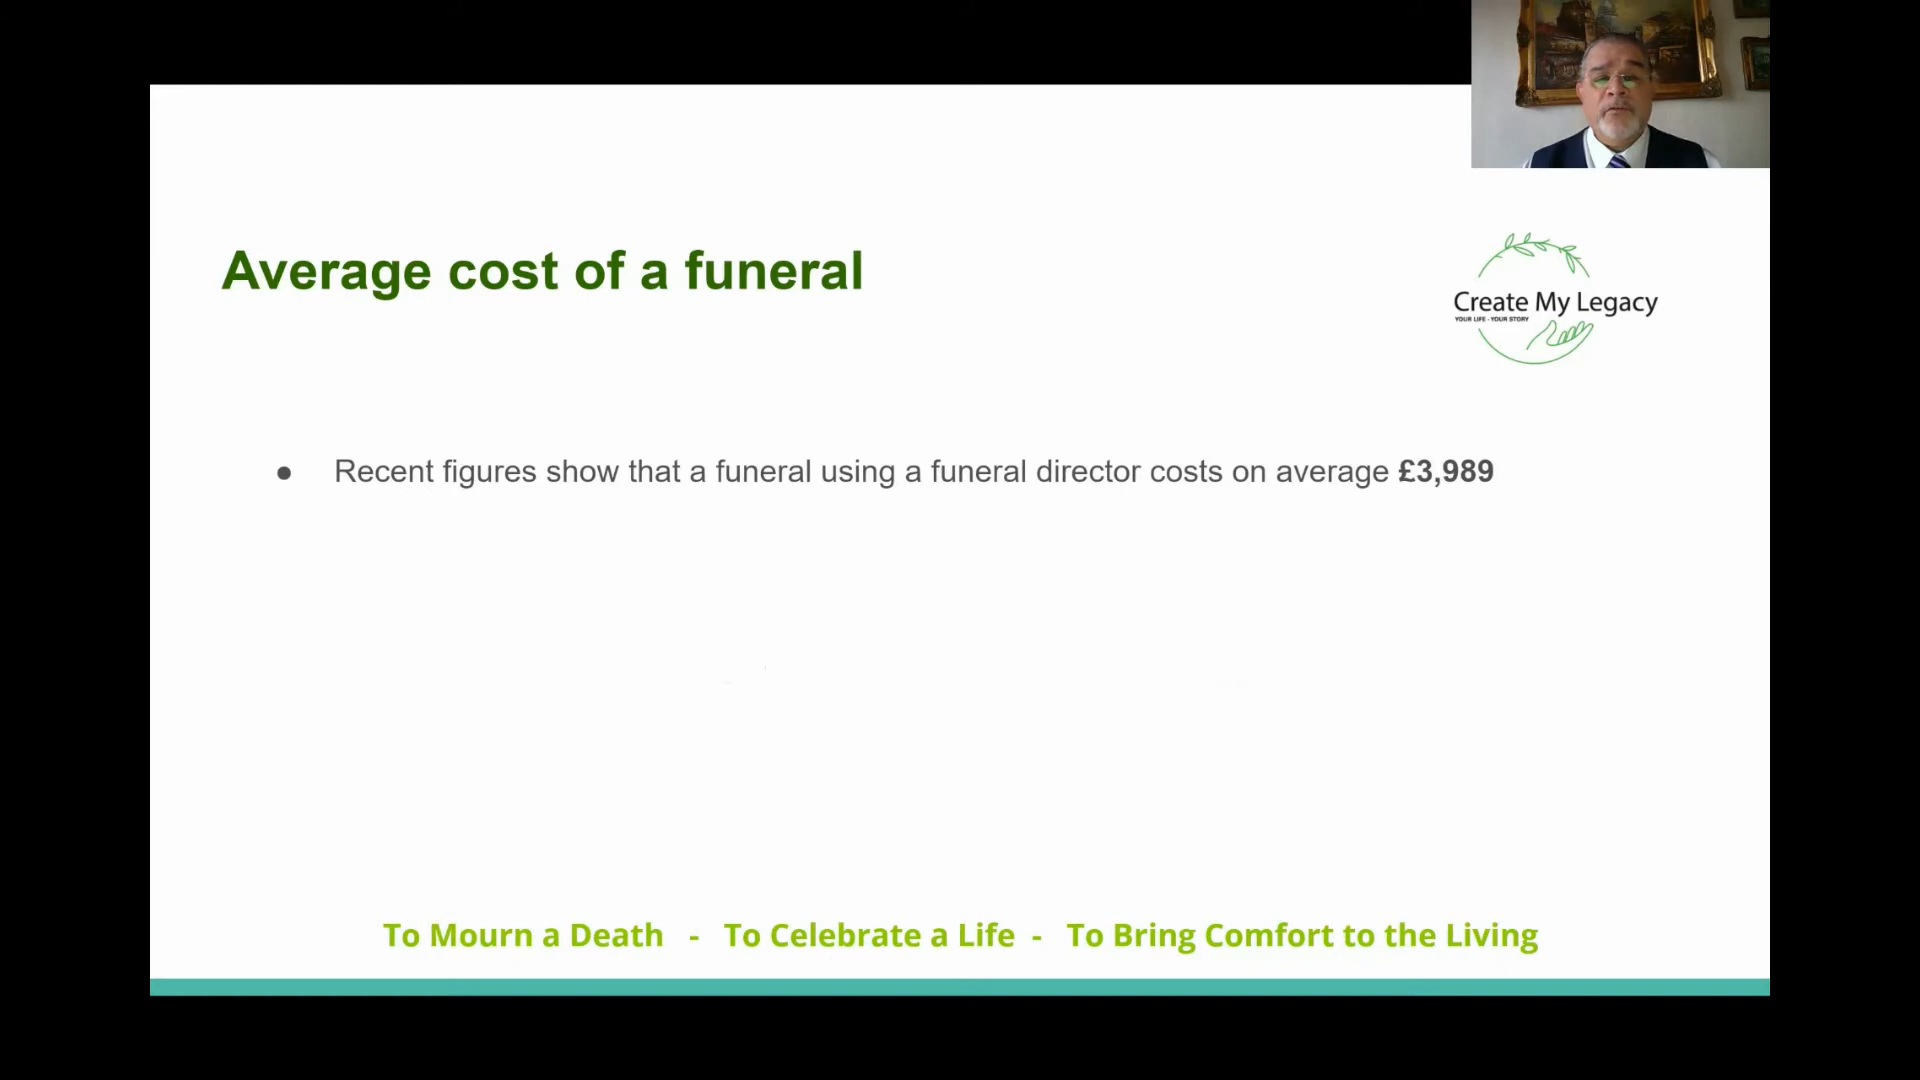 Average cost of a funeral
Create My Legacy
YOUR LIFE - YOUR STORY
● Recent figures show that a funeral using a funeral director costs on average £3,989
To Mourn a Death - To Celebrate a Life - To Bring Comfort to the Living